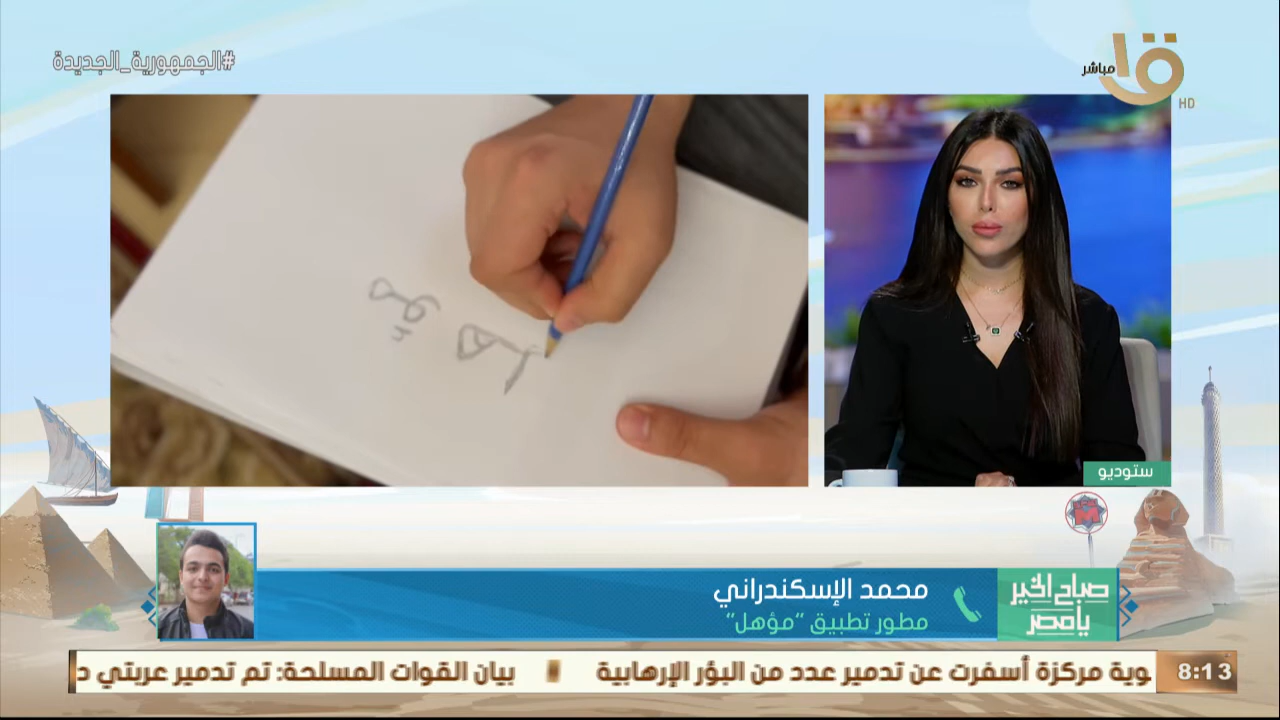 #الجمهورية_الجديدة
مباشر
HD
ستوديو
محمد الإسكندراني
مطور تطبيق "مؤهل"
صباح الخير
يا مصر
8:13
وية مركزة أسفرت عن تدمير عدد من البؤر الإرهابية
بيان القوات المسلحة: تم تدمير عربتي د